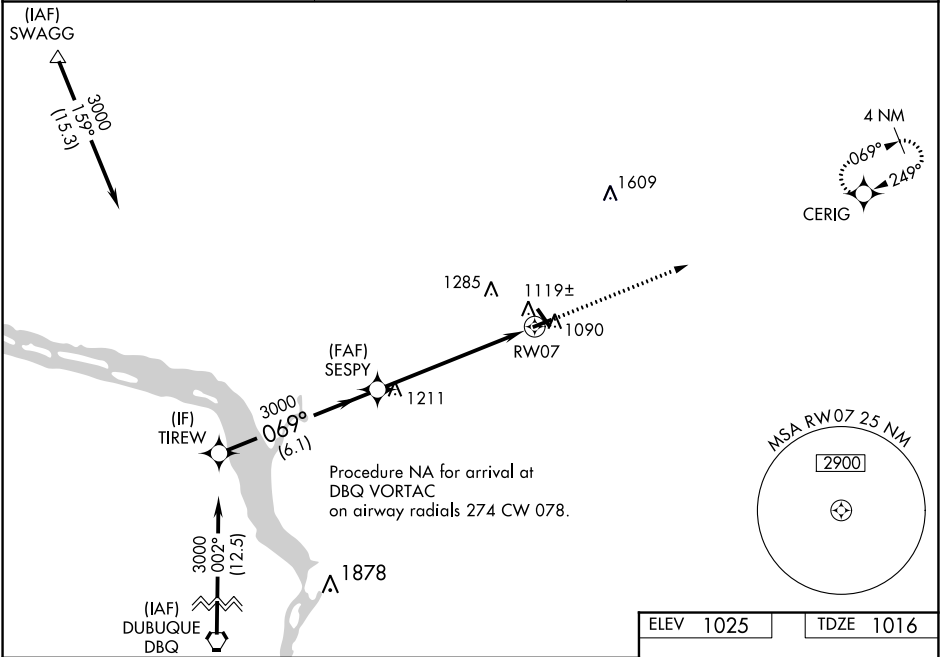 (IAF)
SWAGG
3000
159°
(15.3)
4 NM
069°
249°
CERIG
1609
1285
1119±
1090
RW07
(FAF)
SESPY
1211
3000
069°
(6.1)
(IF)
TIREW
Procedure NA for arrival at
DBQ VORTAC
on airway radials 274 CW 078.
MSA RW07 25 NM
2900
3000
002°
(12.5)
1878
(IAF)
DUBUQUE
DBQ
ELEV 1025
TDZE 1016